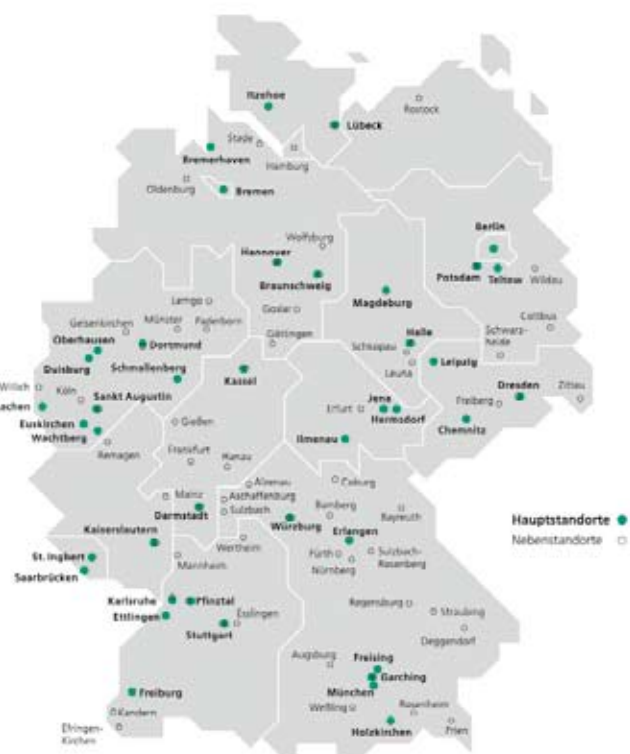 Itzehoe
Rostock
Lübeck
Stade
Bremerhaven
Hamburg
Oldenburg
Bremen
Berlin
Wolfsburg
Hannover
Potsdam
Teltow
Wildau
Braunschweig
Magdeburg
Lemgo
Goslar
Cottbus
Gelsenkirchen
Münster
Paderborn
Oberhausen
Dortmund
Göttingen
Halle
Schwarz-
heide
Schkopau
Duisburg
Leipzig
Leuna
Schmallenberg
Kassel
Willich
Köln
Dresden
Zittau
achen
Sankt Augustin
Jena
Erfurt
Hermsdorf
Freiberg
Euskirchen
Gießen
Chemnitz
Wachtberg
Ilmenau
Remagen
Frankfurt
Hanau
Alzenau
Coburg
Mainz
Aschaffenburg
Sulzbach
Bamberg
Bayreuth
Darmstadt
Würzburg
Hauptstandorte
Kaiserslautern
Erlangen
Nebenstandorte
Wertheim
Fürth
Sulzbach-
Rosenberg
St. Ingbert
Mannheim
Nürnberg
Saarbrücken
Karlsruhe
Pfinztal
Regensburg
Straubing
Ettlingen
Esslingen
Stuttgart
Deggendorf
Augsburg
Freising
Garching
Freiburg
München
Weßling
Rosenheim
Kandern
Holzkirchen
Prien
Efringen-
Kirchen